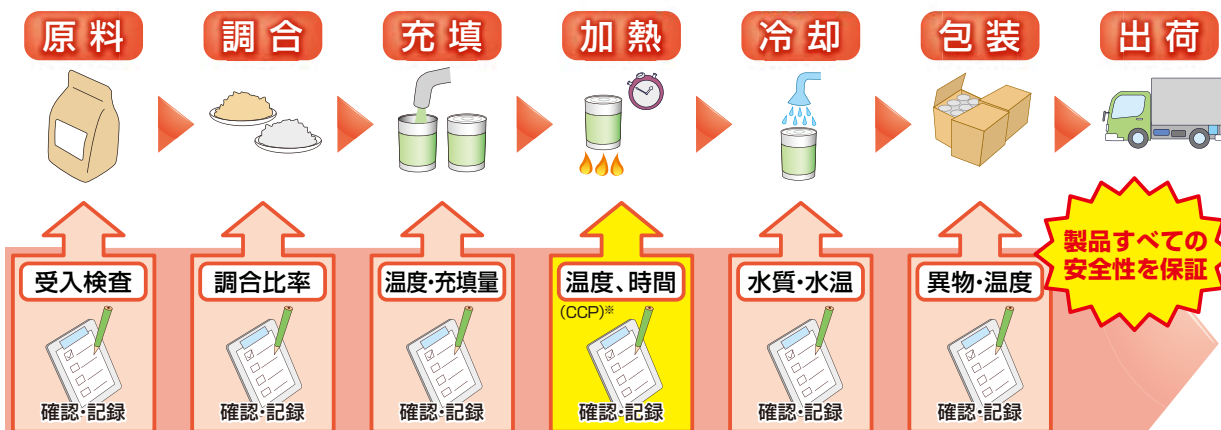 原料
調合
充填
加熱
冷却
包装
出荷
受入検査
調合比率
温度・充填量
温度、時間
(CCP)※
水質・水温
異物・温度
製品すべての
安全性を保証
確認・記録
確認・記録
確認・記録
確認・記録
確認・記録
確認・記録